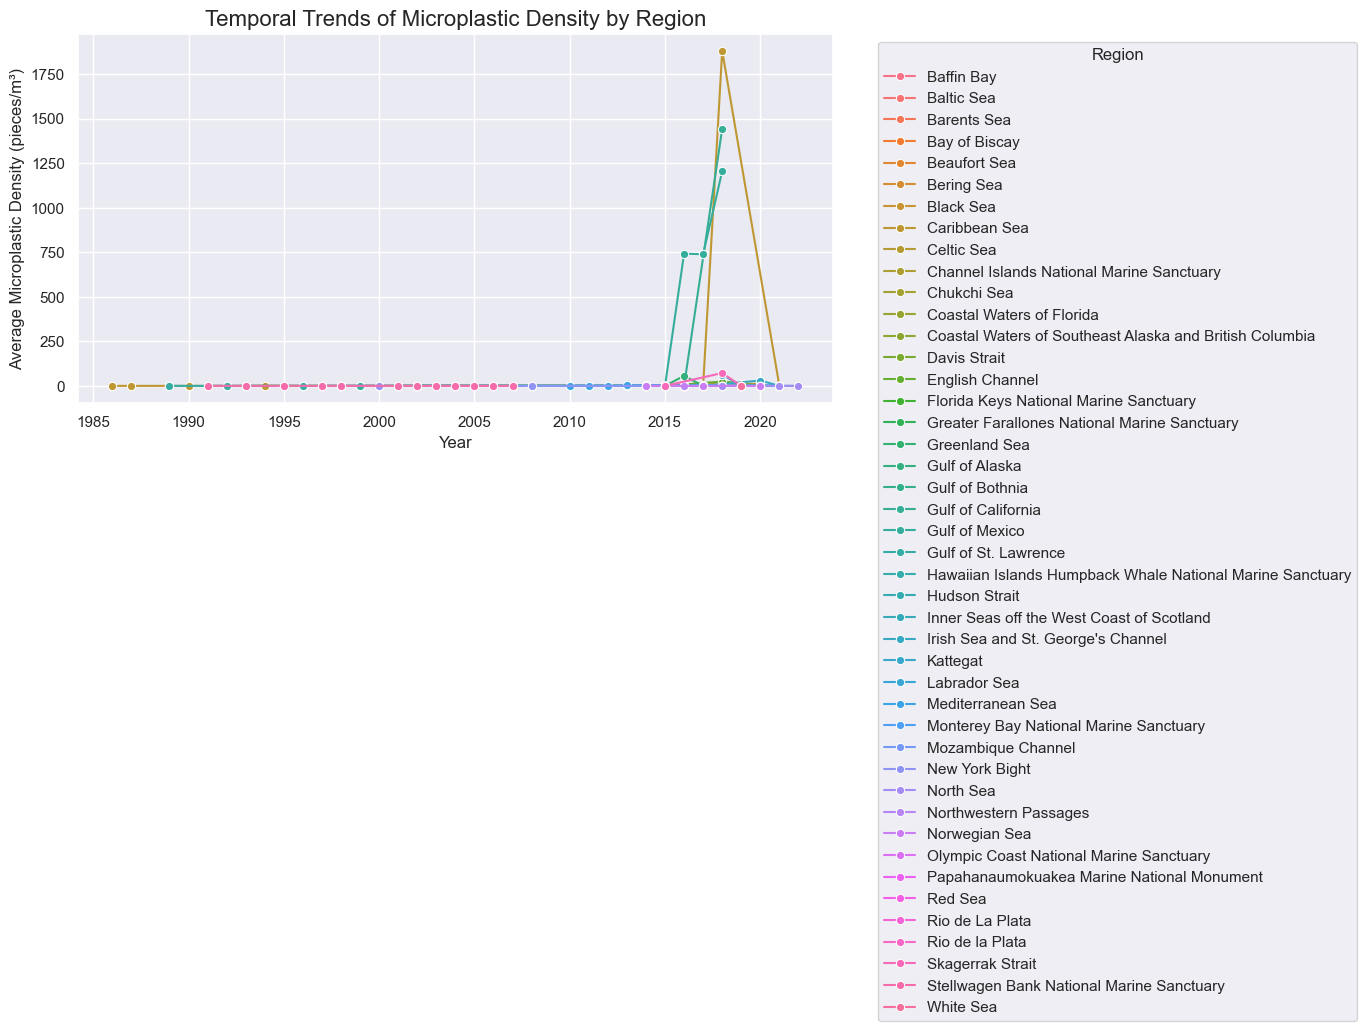 Temporal Trends of Microplastic Density by Region
Average Microplastic Density (pieces/m³)
1750
1500
1250
1000
750
500
250
0
1985 1990 1995 2000 2005 2010 2015 2020
Year
Region
Baffin Bay
Baltic Sea
Barents Sea
Bay of Biscay
Beaufort Sea
Bering Sea
Black Sea
Caribbean Sea
Celtic Sea
Channel Islands National Marine Sanctuary
Chukchi Sea
Coastal Waters of Florida
Coastal Waters of Southeast Alaska and British Columbia
Davis Strait
English Channel
Florida Keys National Marine Sanctuary
Greater Farallones National Marine Sanctuary
Greenland Sea
Gulf of Alaska
Gulf of Bothnia
Gulf of California
Gulf of Mexico
Gulf of St. Lawrence
Hawaiian Islands Humpback Whale National Marine Sanctuary
Hudson Strait
Inner Seas off the West Coast of Scotland
Irish Sea and St. George's Channel
Kattegat
Labrador Sea
Mediterranean Sea
Monterey Bay National Marine Sanctuary
Mozambique Channel
New York Bight
North Sea
Northwestern Passages
Norwegian Sea
Olympic Coast National Marine Sanctuary
Papahanaumokuakea Marine National Monument
Red Sea
Rio de La Plata
Rio de la Plata
Skagerrak Strait
Stellwagen Bank National Marine Sanctuary
White Sea